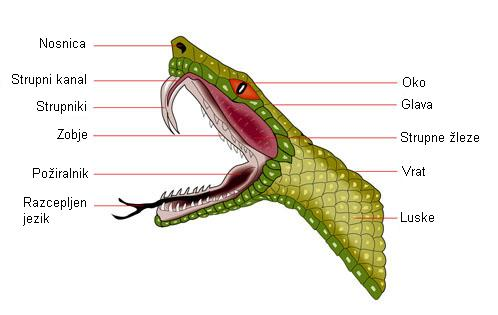 Nosnica
Strupni kanal
Strupniki
Zobje
Požiralnik
Razcepljen
jezik
Oko
Glava
Strupne žleze
Vrat
Luske